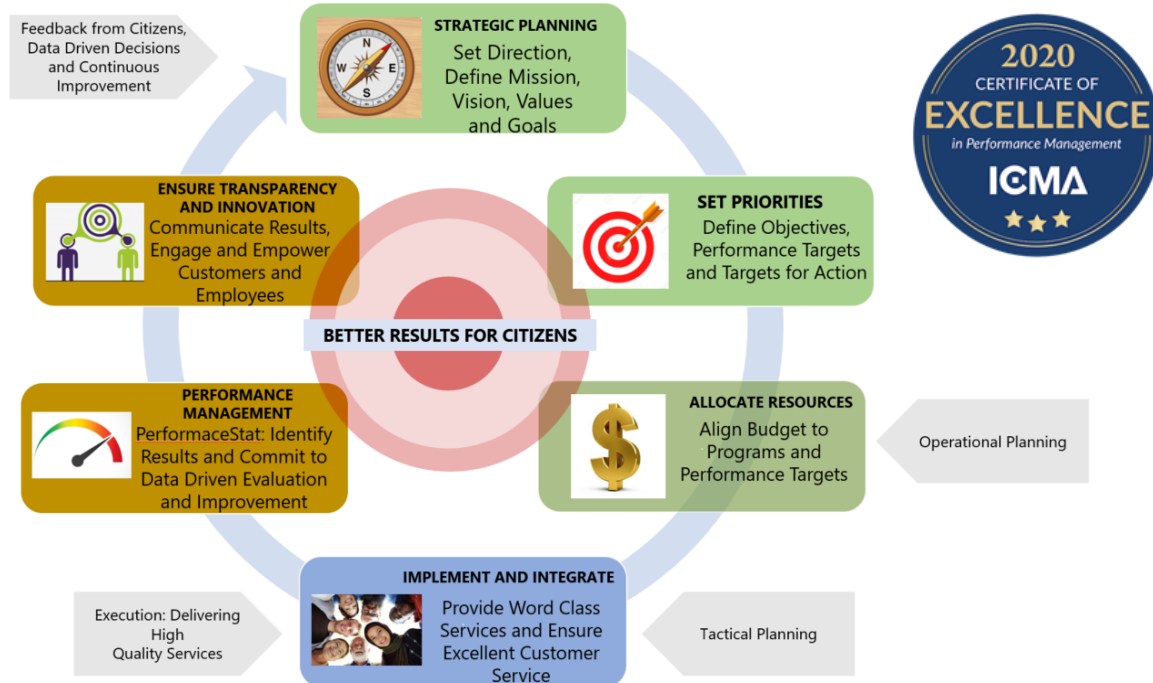 Feedback from Citizens,
Data Driven Decisions
and Continuous
Improvement
STRATEGIC PLANNING
Set Direction,
Define Mission,
Vision, Values
and Goals
N
W
E
S
2020
CERTIFICATE OF
EXCELLENCE
in Performance Management
ICMA
ENSURE TRANSPARENCY
AND INNOVATION
Communicate Results,
Engage and Empower
Customers and
Employees
SET PRIORITIES
Define Objectives,
Performance Targets
and Targets for Action
BETTER RESULTS FOR CITIZENS
PERFORMANCE
MANAGEMENT
PerformaceStat: Identify
Results and Commit to
Data Driven Evaluation
and Improvement
ALLOCATE RESOURCES
Align Budget to
Programs and
Performance Targets
Operational Planning
IMPLEMENT AND INTEGRATE
Provide Word Class
Services and Ensure
Excellent Customer
Service
Execution: Delivering
High
Quality Services
Tactical Planning